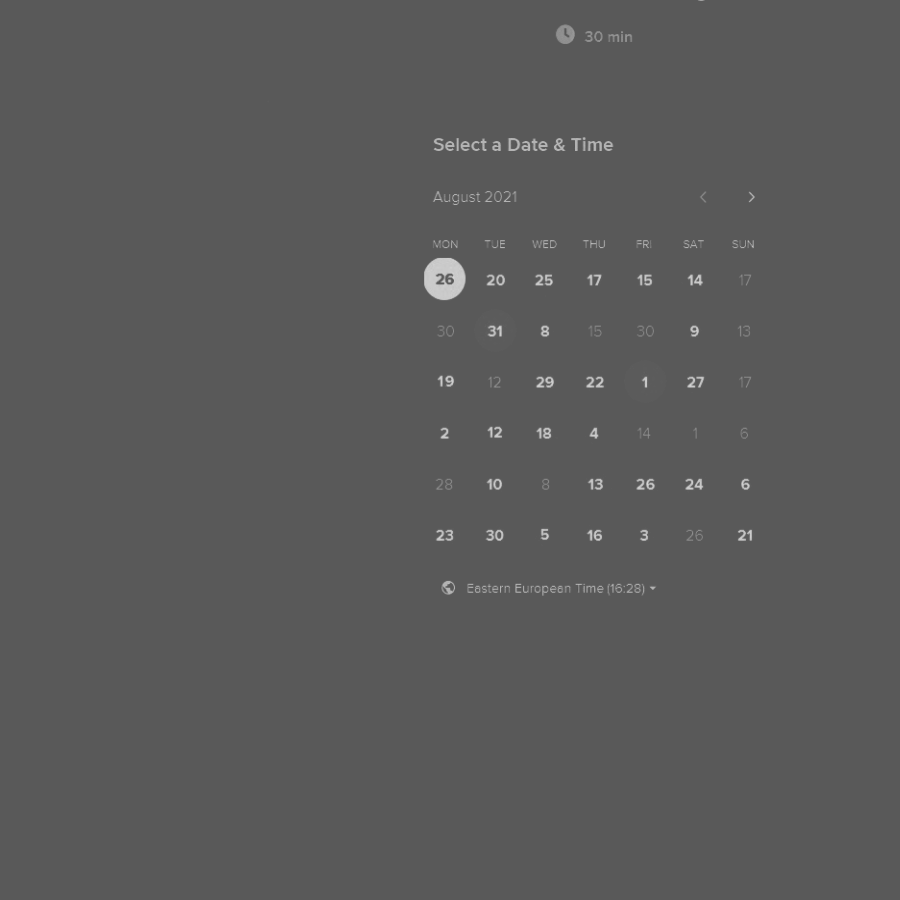 30 min
Select a Date & Time
August 2021
MON TUE WED THU FRI SAT SUN
26 20 25 17 15 14 17
30 31 8 15 30 9 13
19 12 29 22 1 27 17
2 12 18 4 14 1 6
28 10 8 13 26 24 6
23 30 5 16 3 26 21
Eastern European Time (16:28)